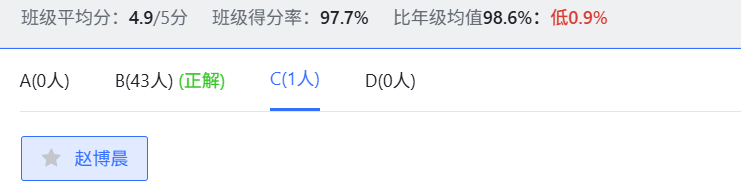 班级平均分：4.9/5分 班级得分率：97.7% 比年级均值98.6%：低0.9%
A(0人) B(43人) (正解) C(1人) D(0人)
赵博晨